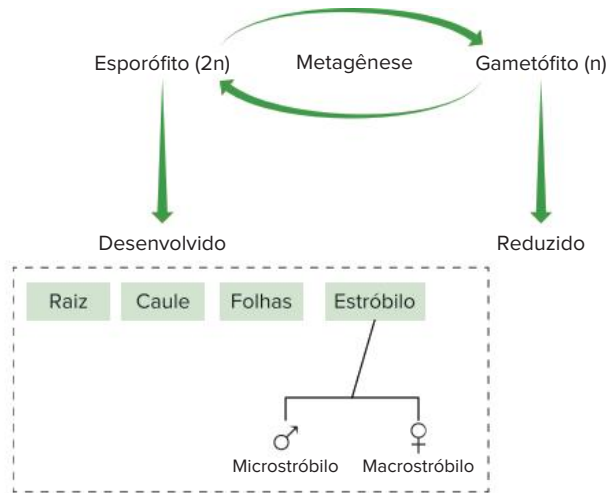 Esporófito (2n)
Metagênese
Gametófito (n)
Desenvolvido
Reduzido
Raiz
Caule
Folhas
Estróbilo
Microstróbilo
Macrostróbilo